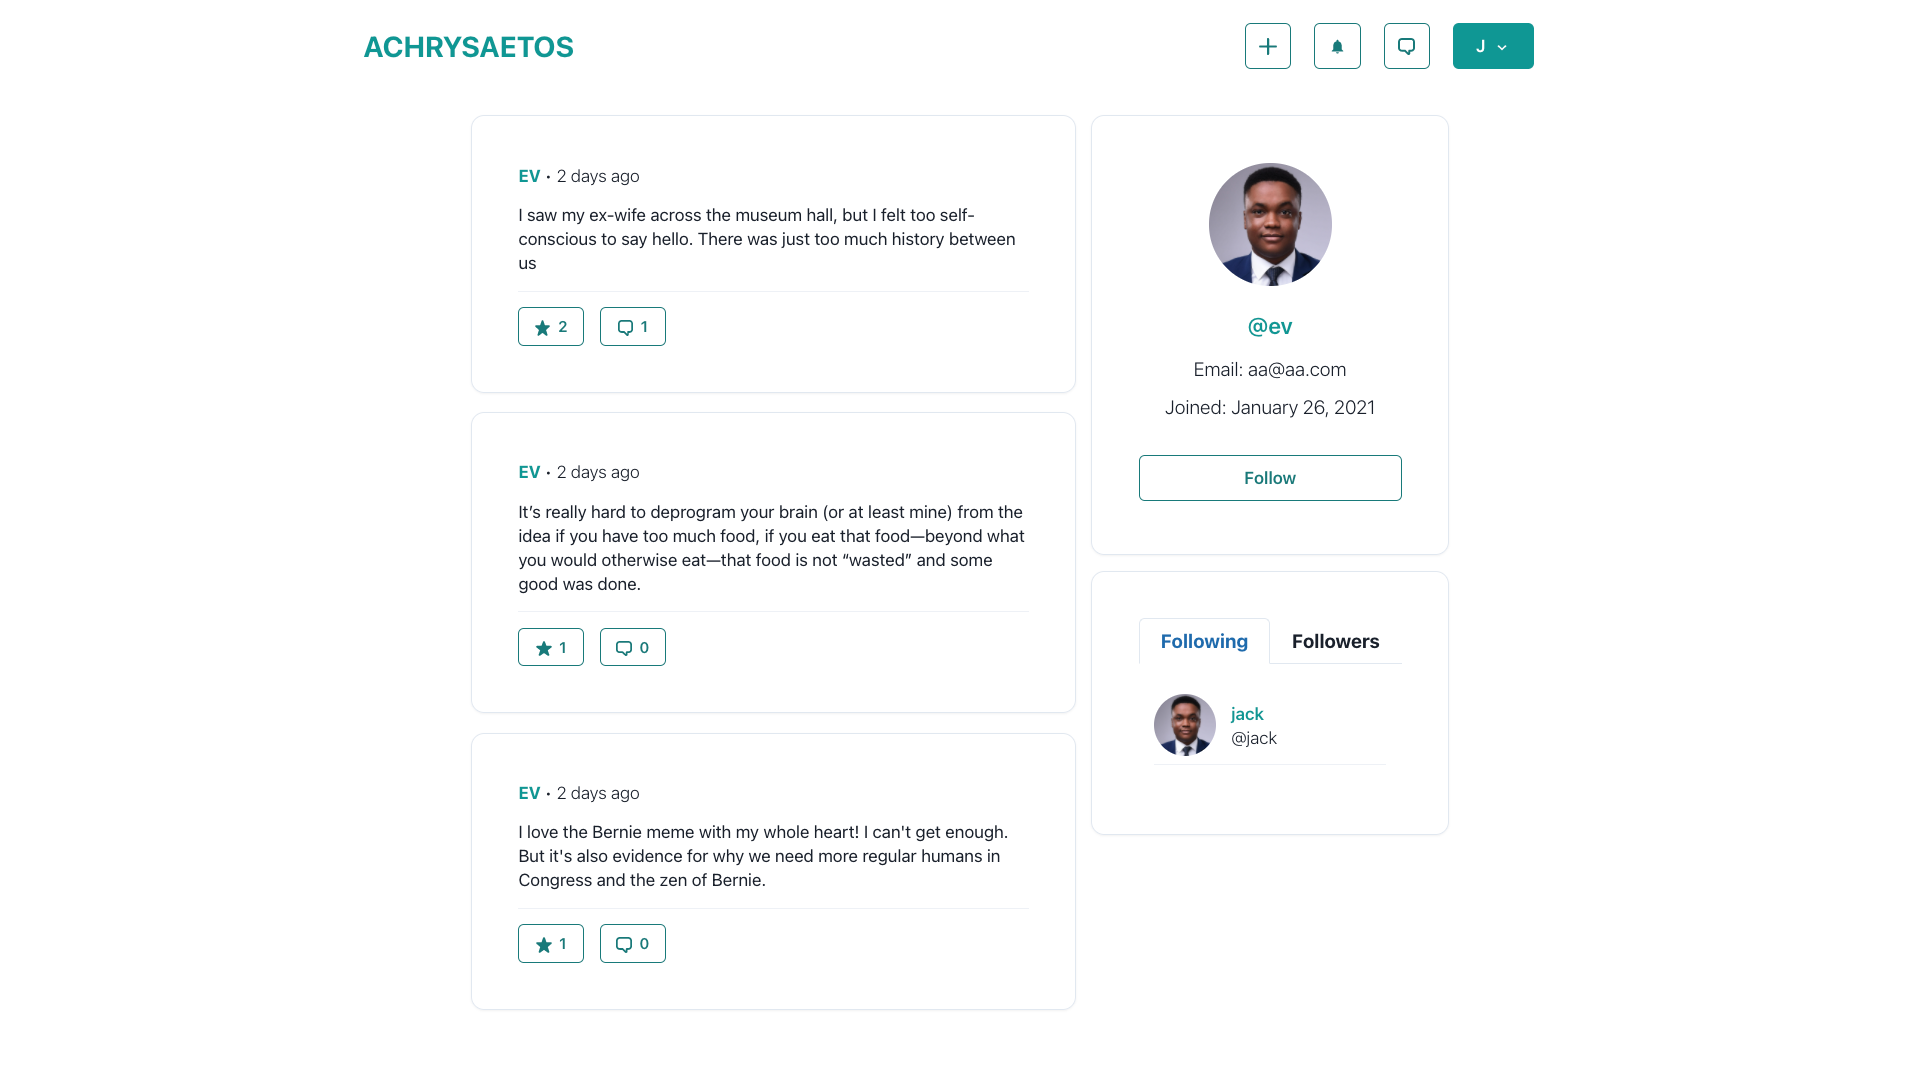 ACHRYSAETOS
J
EV • 2 days ago
I saw my ex-wife across the museum hall, but I felt too self-
conscious to say hello. There was just too much history between
us
2
1
EV • 2 days ago
It’s really hard to deprogram your brain (or at least mine) from the
idea if you have too much food, if you eat that food—beyond what
you would otherwise eat—that food is not “wasted” and some
good was done.
1
0
EV • 2 days ago
I love the Bernie meme with my whole heart! I can't get enough.
But it's also evidence for why we need more regular humans in
Congress and the zen of Bernie.
1
0
@ev
Email: aa@aa.com
Joined: January 26, 2021
Follow
Following
Followers
jack
@jack